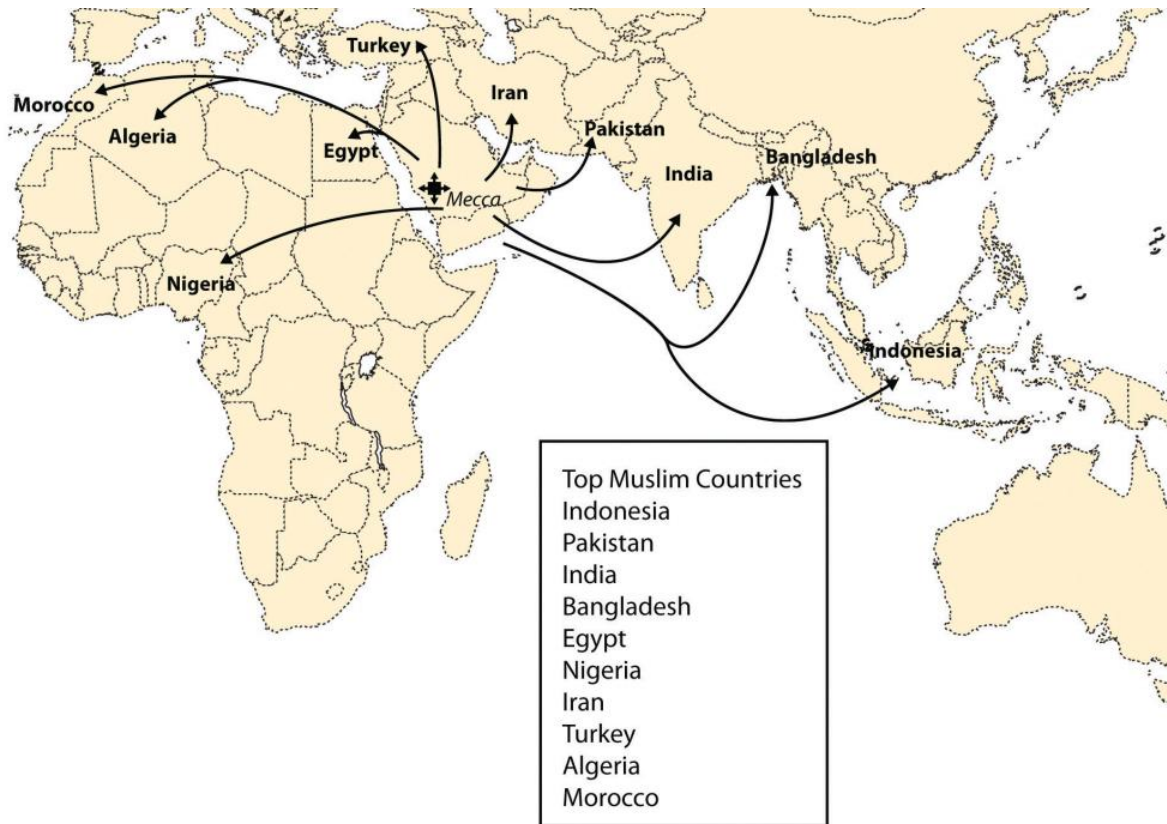 Turkey
Morocco
Iran
Algeria
Egypt
Pakistan
Bangladesh
India
Mecca
Nigeria
Indonesia
Top Muslim Countries
Indonesia
Pakistan
India
Bangladesh
Egypt
Nigeria
Iran
Turkey
Algeria
Morocco